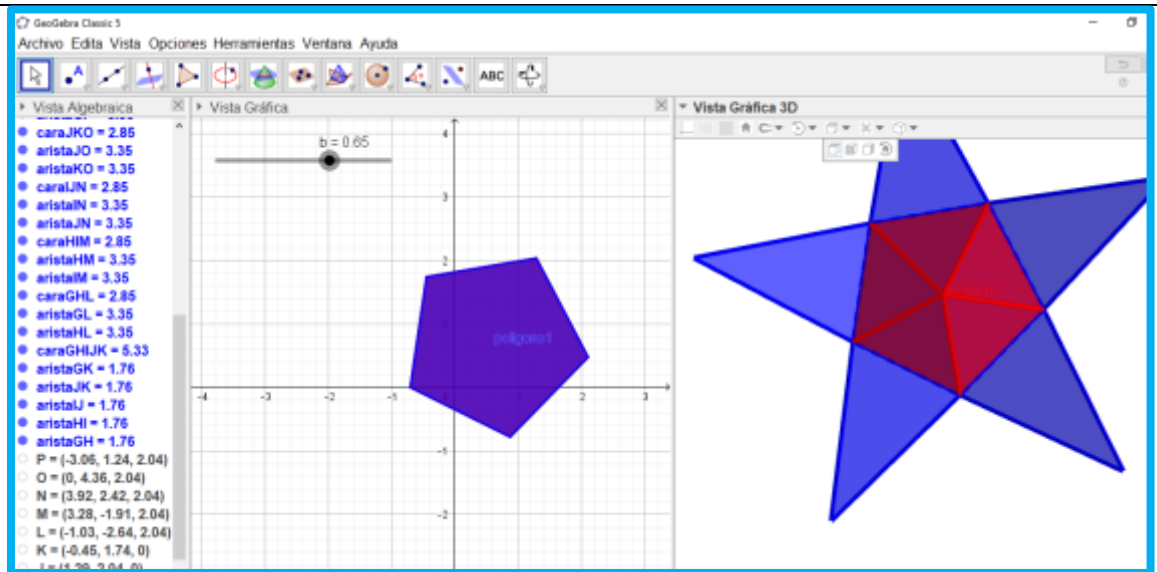 GeoGebra Classic 5
Archivo Edita Vista Opciones Herramientas Ventana Ayuda
A
ABC
Vista Algebraica
Vista Gráfica
Vista Gráfica 3D
caraJKO = 2.85
aristaJO = 3.35
aristaKO = 3.35
caraIJN = 2.85
aristaIN = 3.35
aristaJN = 3.35
caraHIM = 2.85
aristaHM = 3.35
aristaIM = 3.35
caraGHL = 2.85
aristaGL = 3.35
aristaHL = 3.35
caraGHIJK = 5.33
aristaGK = 1.76
aristaJK = 1.76
aristaIJ = 1.76
aristaHI = 1.76
aristaGH = 1.76
P = (-3.06, 1.24, 2.04)
O = (0, 4.36, 2.04)
N = (3.92, 2.42, 2.04)
M = (3.28, -1.91, 2.04)
L = (-1.03, -2.64, 2.04)
K = (-0.45, 1.74, 0)
J = (1.29, 2.04, 0)
b = 0.65
4
3
2
polígono1
-4 -3 -2 -1 1 2 3
-1
-2